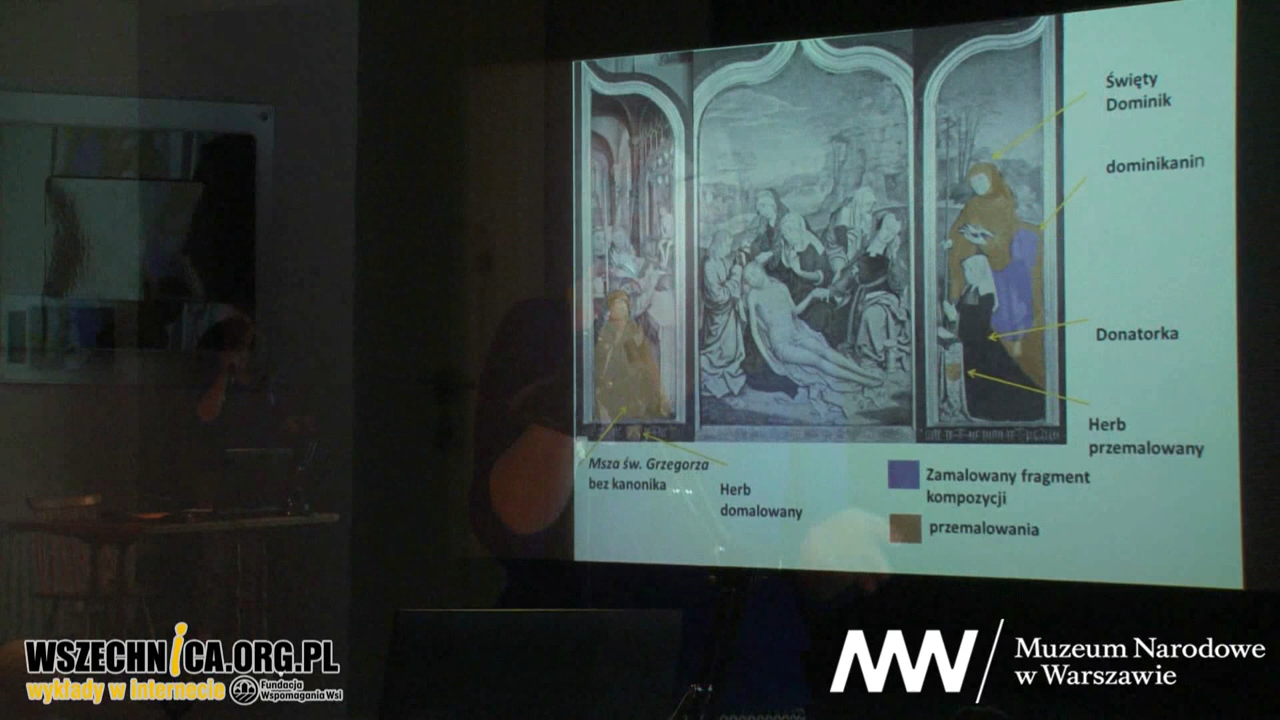 Święty
Dominik
dominikanin
Donatorka
Herb
przemalowany
Msza św. Grzegorza
bez kanonika
Herb
domalowany
Zamalowany fragment
kompozycji
przemalowania
WSZECHNICA.ORG.PL
wykłady w internecie
Fundacja
Wspomagania Wsi
MNW
Muzeum Narodowe
w Warszawie